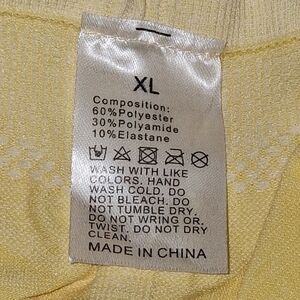 XL
Composition:
60%Polyester
30%Polyamide
10%Elastane
WASH WITH LIKE
COLORS. HAND
WASH COLD. DO
NOT BLEACH. DO
NOT TUMBLE DRY.
DO NOT WRING OR,
TWIST. DO NOT DRY
CLEAN.
MADE IN CHINA